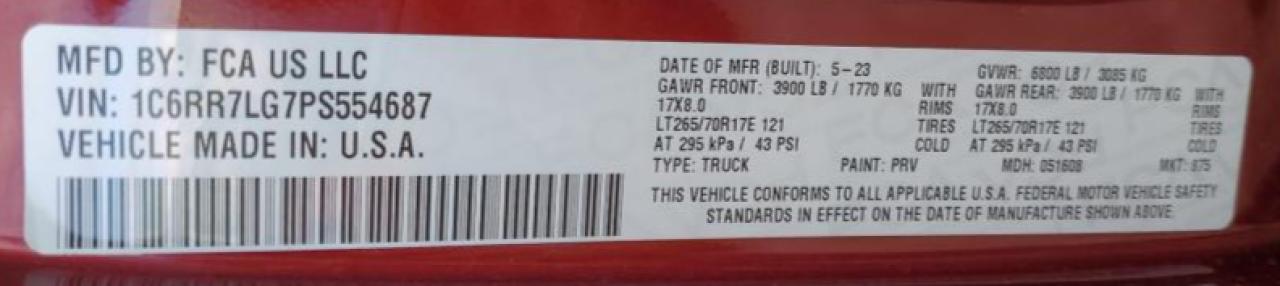 MFD BY: FCA US LLC
VIN: 1C6RR7LG7PS554687
VEHICLE MADE IN: U.S.A.
DATE OF MFR (BUILT): 5-23 GVWR: 6800 LB / 3085 KG
GAWR FRONT: 3900 LB / 1770 KG WITH GAWR REAR: 3900 LB / 1770 KG WITH
17X8.0 RIMS 17X8.0 RIMS
LT265/70R17E 121 TIRES LT265/70R17E 121 TIRES
AT 295 kPa / 43 PSI COLD AT 295 kPa / 43 PSI COLD
TYPE: TRUCK PAINT: PRV MDH: 051608 MKT: 875
THIS VEHICLE CONFORMS TO ALL APPLICABLE U.S.A. FEDERAL MOTOR VEHICLE SAFETY
STANDARDS IN EFFECT ON THE DATE OF MANUFACTURE SHOWN ABOVE.